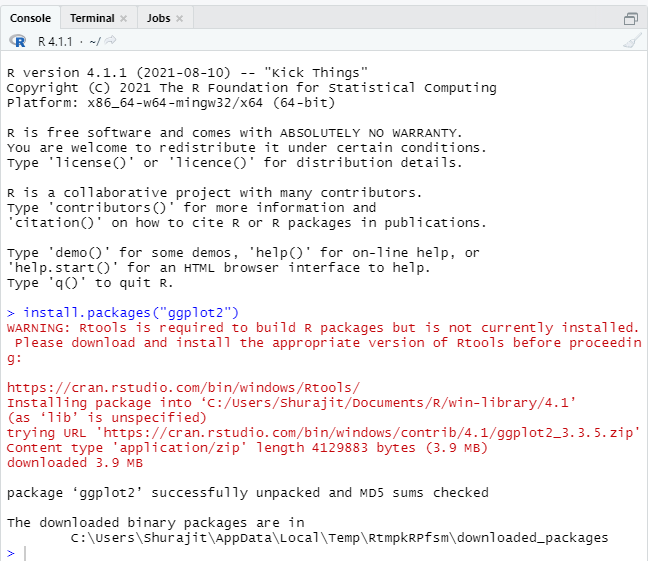 Console Terminal Jobs
R 4.1.1 · ~/
R version 4.1.1 (2021-08-10) -- "Kick Things"
Copyright (C) 2021 The R Foundation for Statistical Computing
Platform: x86_64-w64-mingw32/x64 (64-bit)
R is free software and comes with ABSOLUTELY NO WARRANTY.
You are welcome to redistribute it under certain conditions.
Type 'license()' or 'licence()' for distribution details.
R is a collaborative project with many contributors.
Type 'contributors()' for more information and
'citation()' on how to cite R or R packages in publications.
Type 'demo()' for some demos, 'help()' for on-line help, or
'help.start()' for an HTML browser interface to help.
Type 'q()' to quit R.
> install.packages("ggplot2")
WARNING: Rtools is required to build R packages but is not currently installed.
Please download and install the appropriate version of Rtools before proceedin
g:
https://cran.rstudio.com/bin/windows/Rtools/
Installing package into ‘C:/Users/Shurajit/Documents/R/win-library/4.1’
(as ‘lib’ is unspecified)
trying URL 'https://cran.rstudio.com/bin/windows/contrib/4.1/ggplot2_3.3.5.zip'
Content type 'application/zip' length 4129883 bytes (3.9 MB)
downloaded 3.9 MB
package ‘ggplot2’ successfully unpacked and MD5 sums checked
The downloaded binary packages are in
C:\Users\Shurajit\AppData\Local\Temp\RtmpkRPfsm\downloaded_packages
>